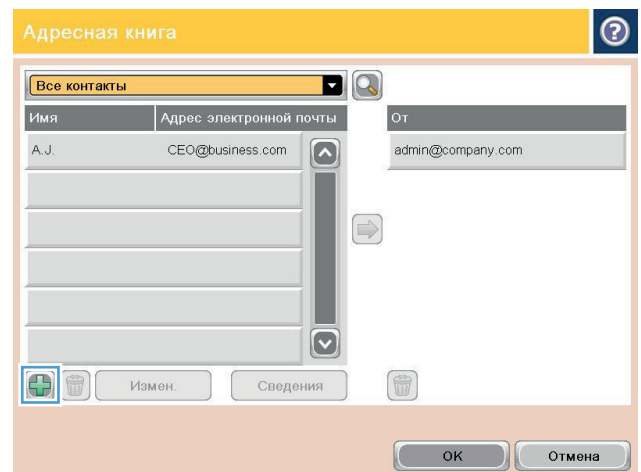 Адресная книга
Все контакты
Имя Адрес электронной почты От
A.J. CEO@business.com admin@company.com
Измен. Сведения
OK Отмена